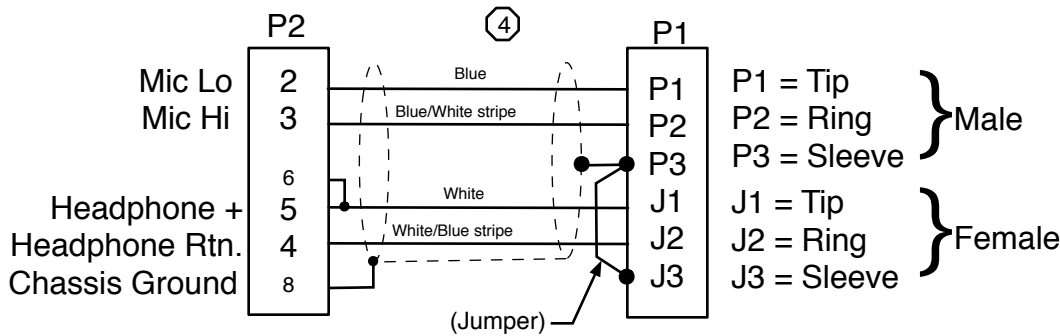 P2
4
P1
Mic Lo 2 Blue P1 P1 = Tip
Mic Hi 3 Blue/White stripe P2 P2 = Ring Male
P3 P3 = Sleeve
6
Headphone + 5 White J1 J1 = Tip
Headphone Rtn. 4 White/Blue stripe J2 J2 = Ring Female
Chassis Ground 8 J3 J3 = Sleeve
(Jumper)